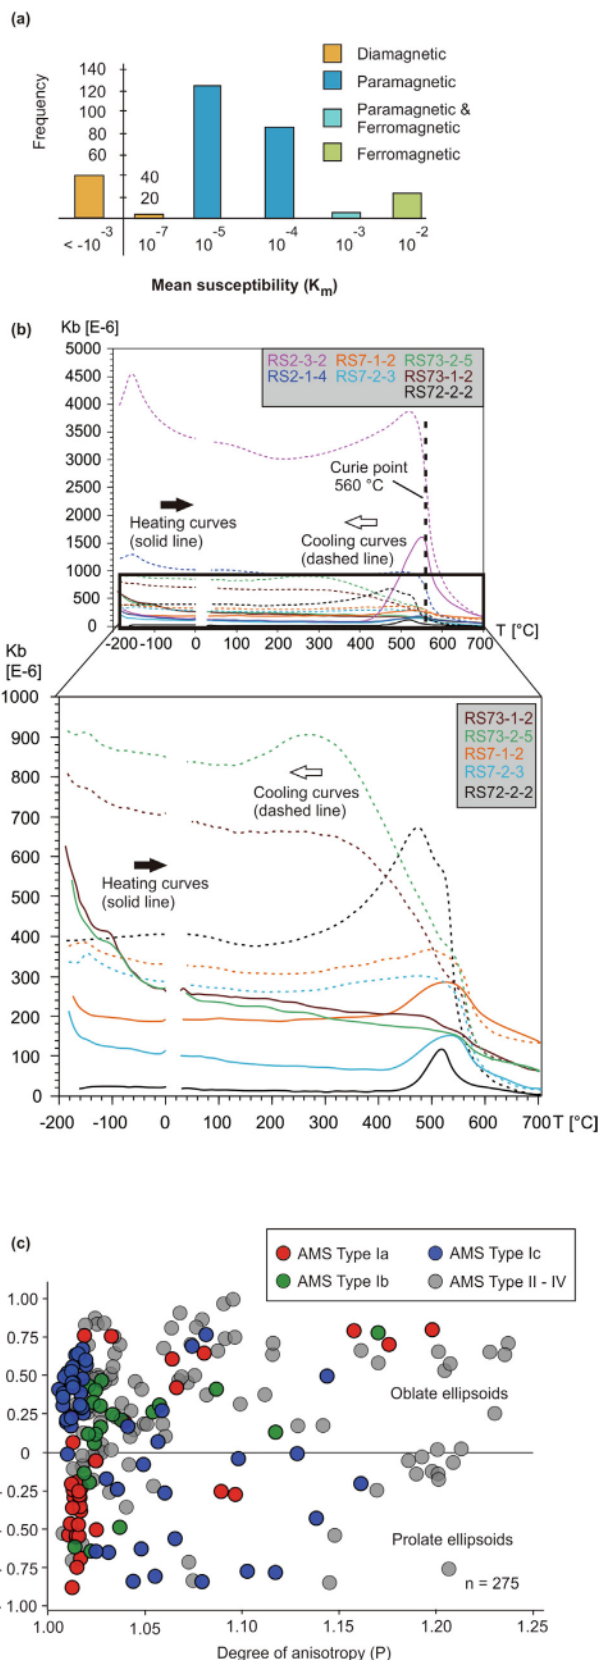 (a)
Frequency
140
120
100
80
60
40
20
Diamagnetic
Paramagnetic
Paramagnetic &
Ferromagnetic
Ferromagnetic
< -10-3 10-7 10-5 10-4 10-3 10-2
Mean susceptibility (Km)
(b) Kb [E-6]
5000
4500
4000
3500
3000
2500
2000
1500
1000
500
0
RS2-3-2 RS7-1-2 RS73-2-5
RS2-1-4 RS7-2-3 RS73-1-2
RS72-2-2
Curie point
560 °C
Heating curves
(solid line)
Cooling curves
(dashed line)
-200 -100 0 100 200 300 400 500 600 700 T [°C]
Kb
[E-6]
1000
900
800
700
600
500
400
300
200
100
0
RS73-1-2
RS73-2-5
RS7-1-2
RS7-2-3
RS72-2-2
Cooling curves
(dashed line)
Heating curves
(solid line)
-200 -100 0 100 200 300 400 500 600 700 T [°C]
(c)
AMS Type Ia AMS Type Ic
AMS Type Ib AMS Type II - IV
1.00
0.75
0.50
0.25
0
- 0.25
- 0.50
- 0.75
- 1.00
Oblate ellipsoids
Prolate ellipsoids
n = 275
1.00 1.05 1.10 1.15 1.20 1.25
Degree of anisotropy (P)